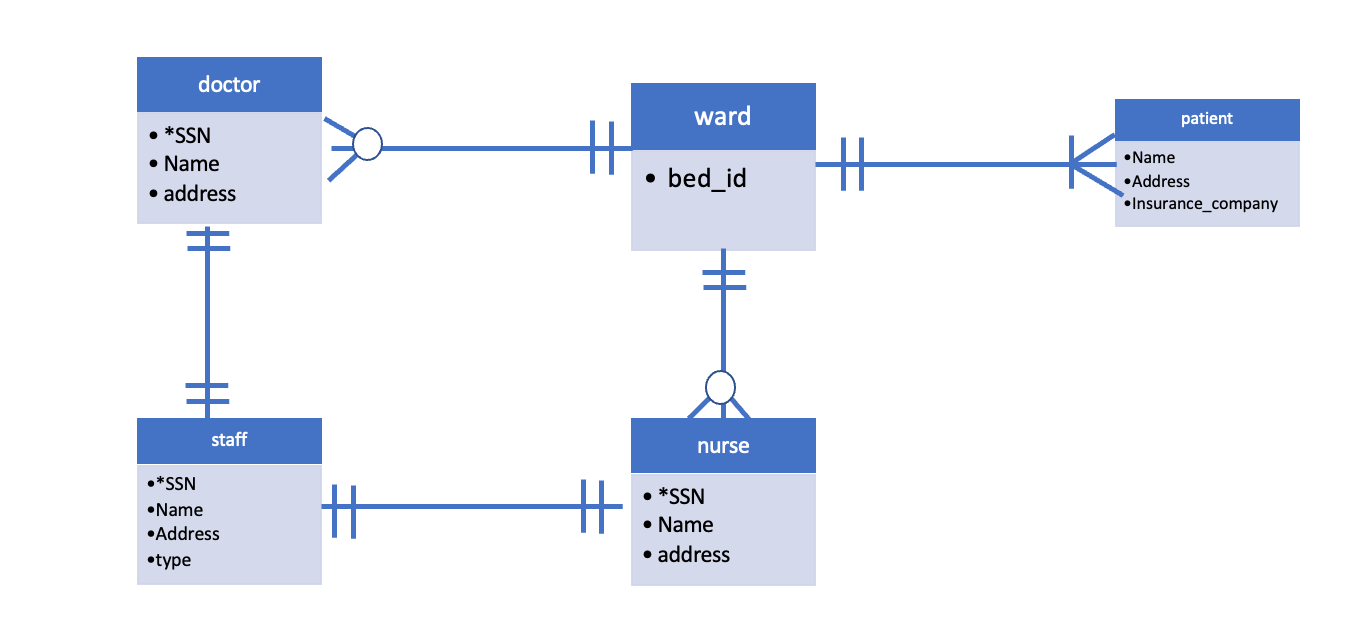 doctor
• *SSN
• Name
• address
ward
• bed_id
patient
•Name
•Address
•Insurance_company
staff
•*SSN
•Name
•Address
•type
nurse
• *SSN
• Name
• address